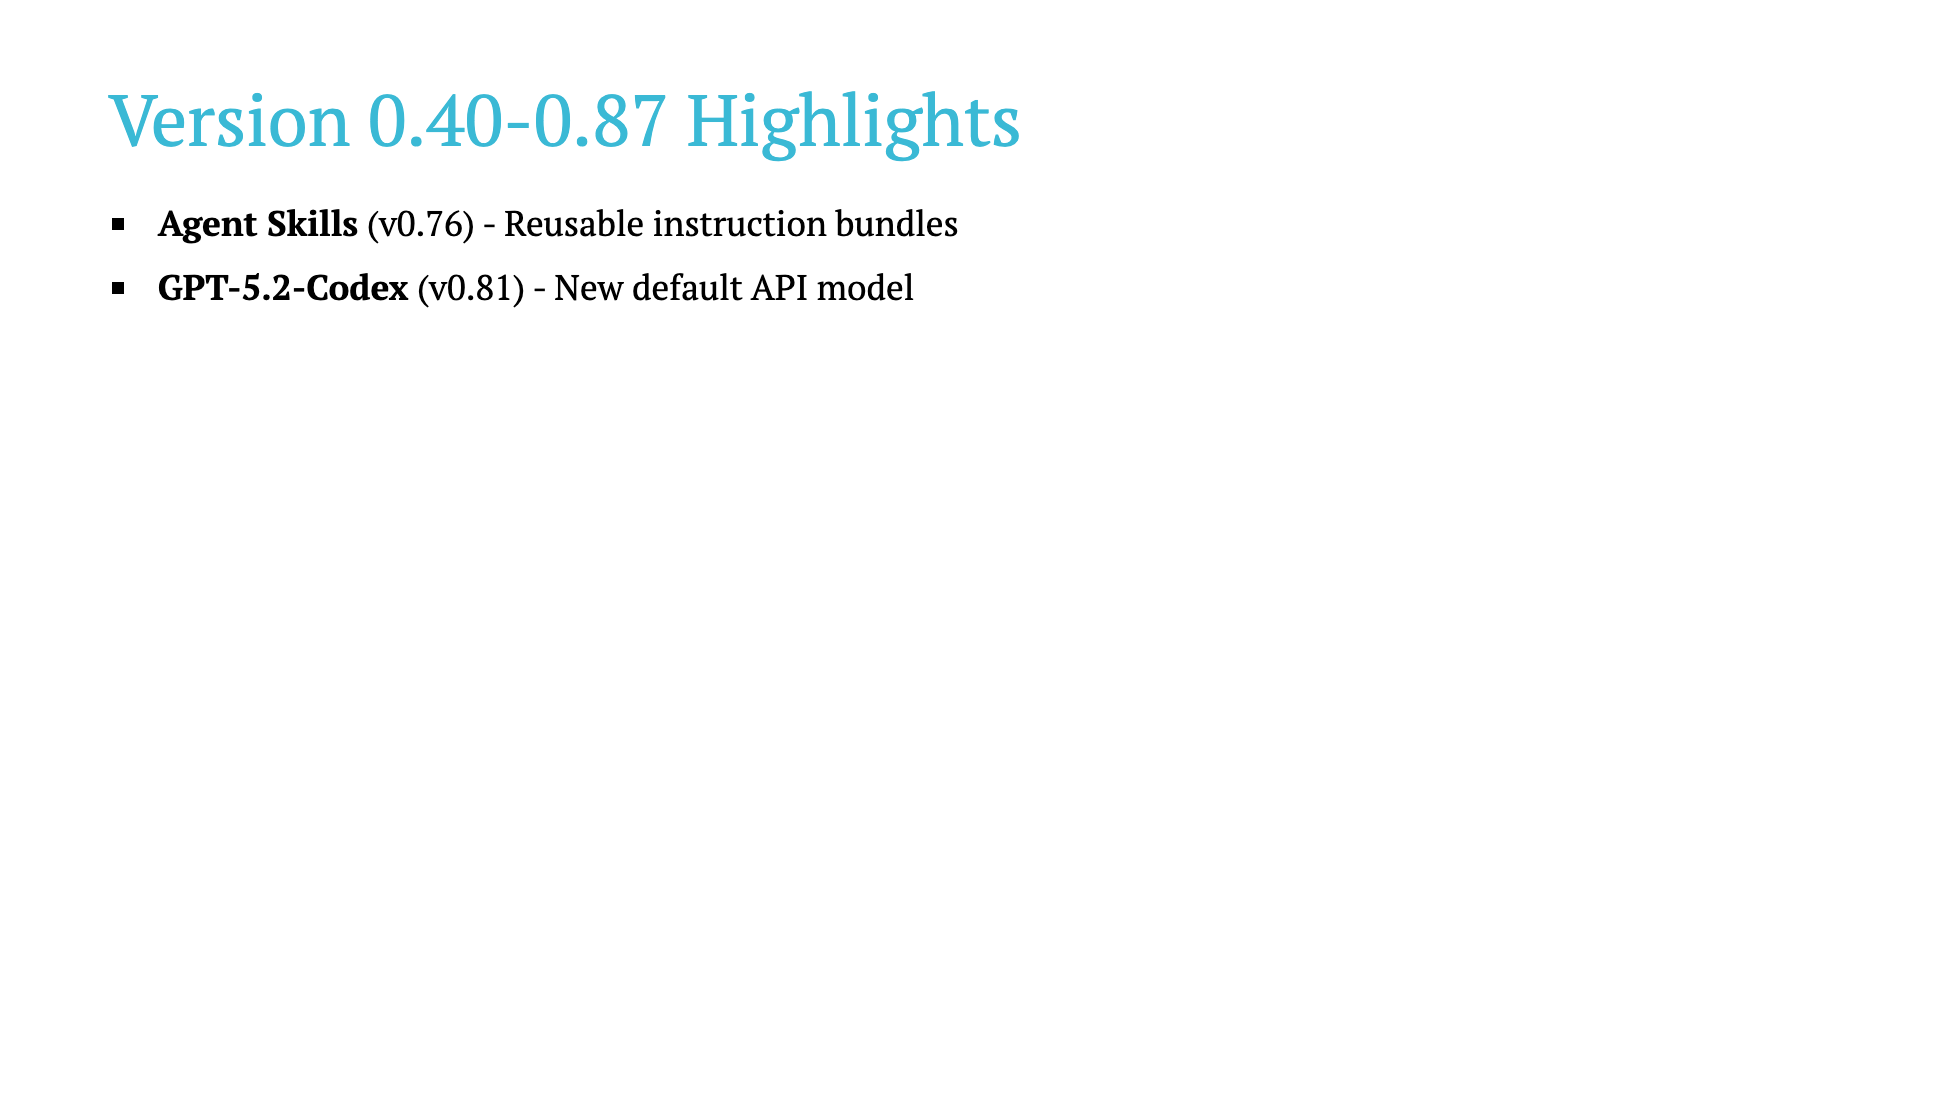 Version 0.40-0.87 Highlights
▪ Agent Skills (v0.76) - Reusable instruction bundles
▪ GPT-5.2-Codex (v0.81) - New default API model